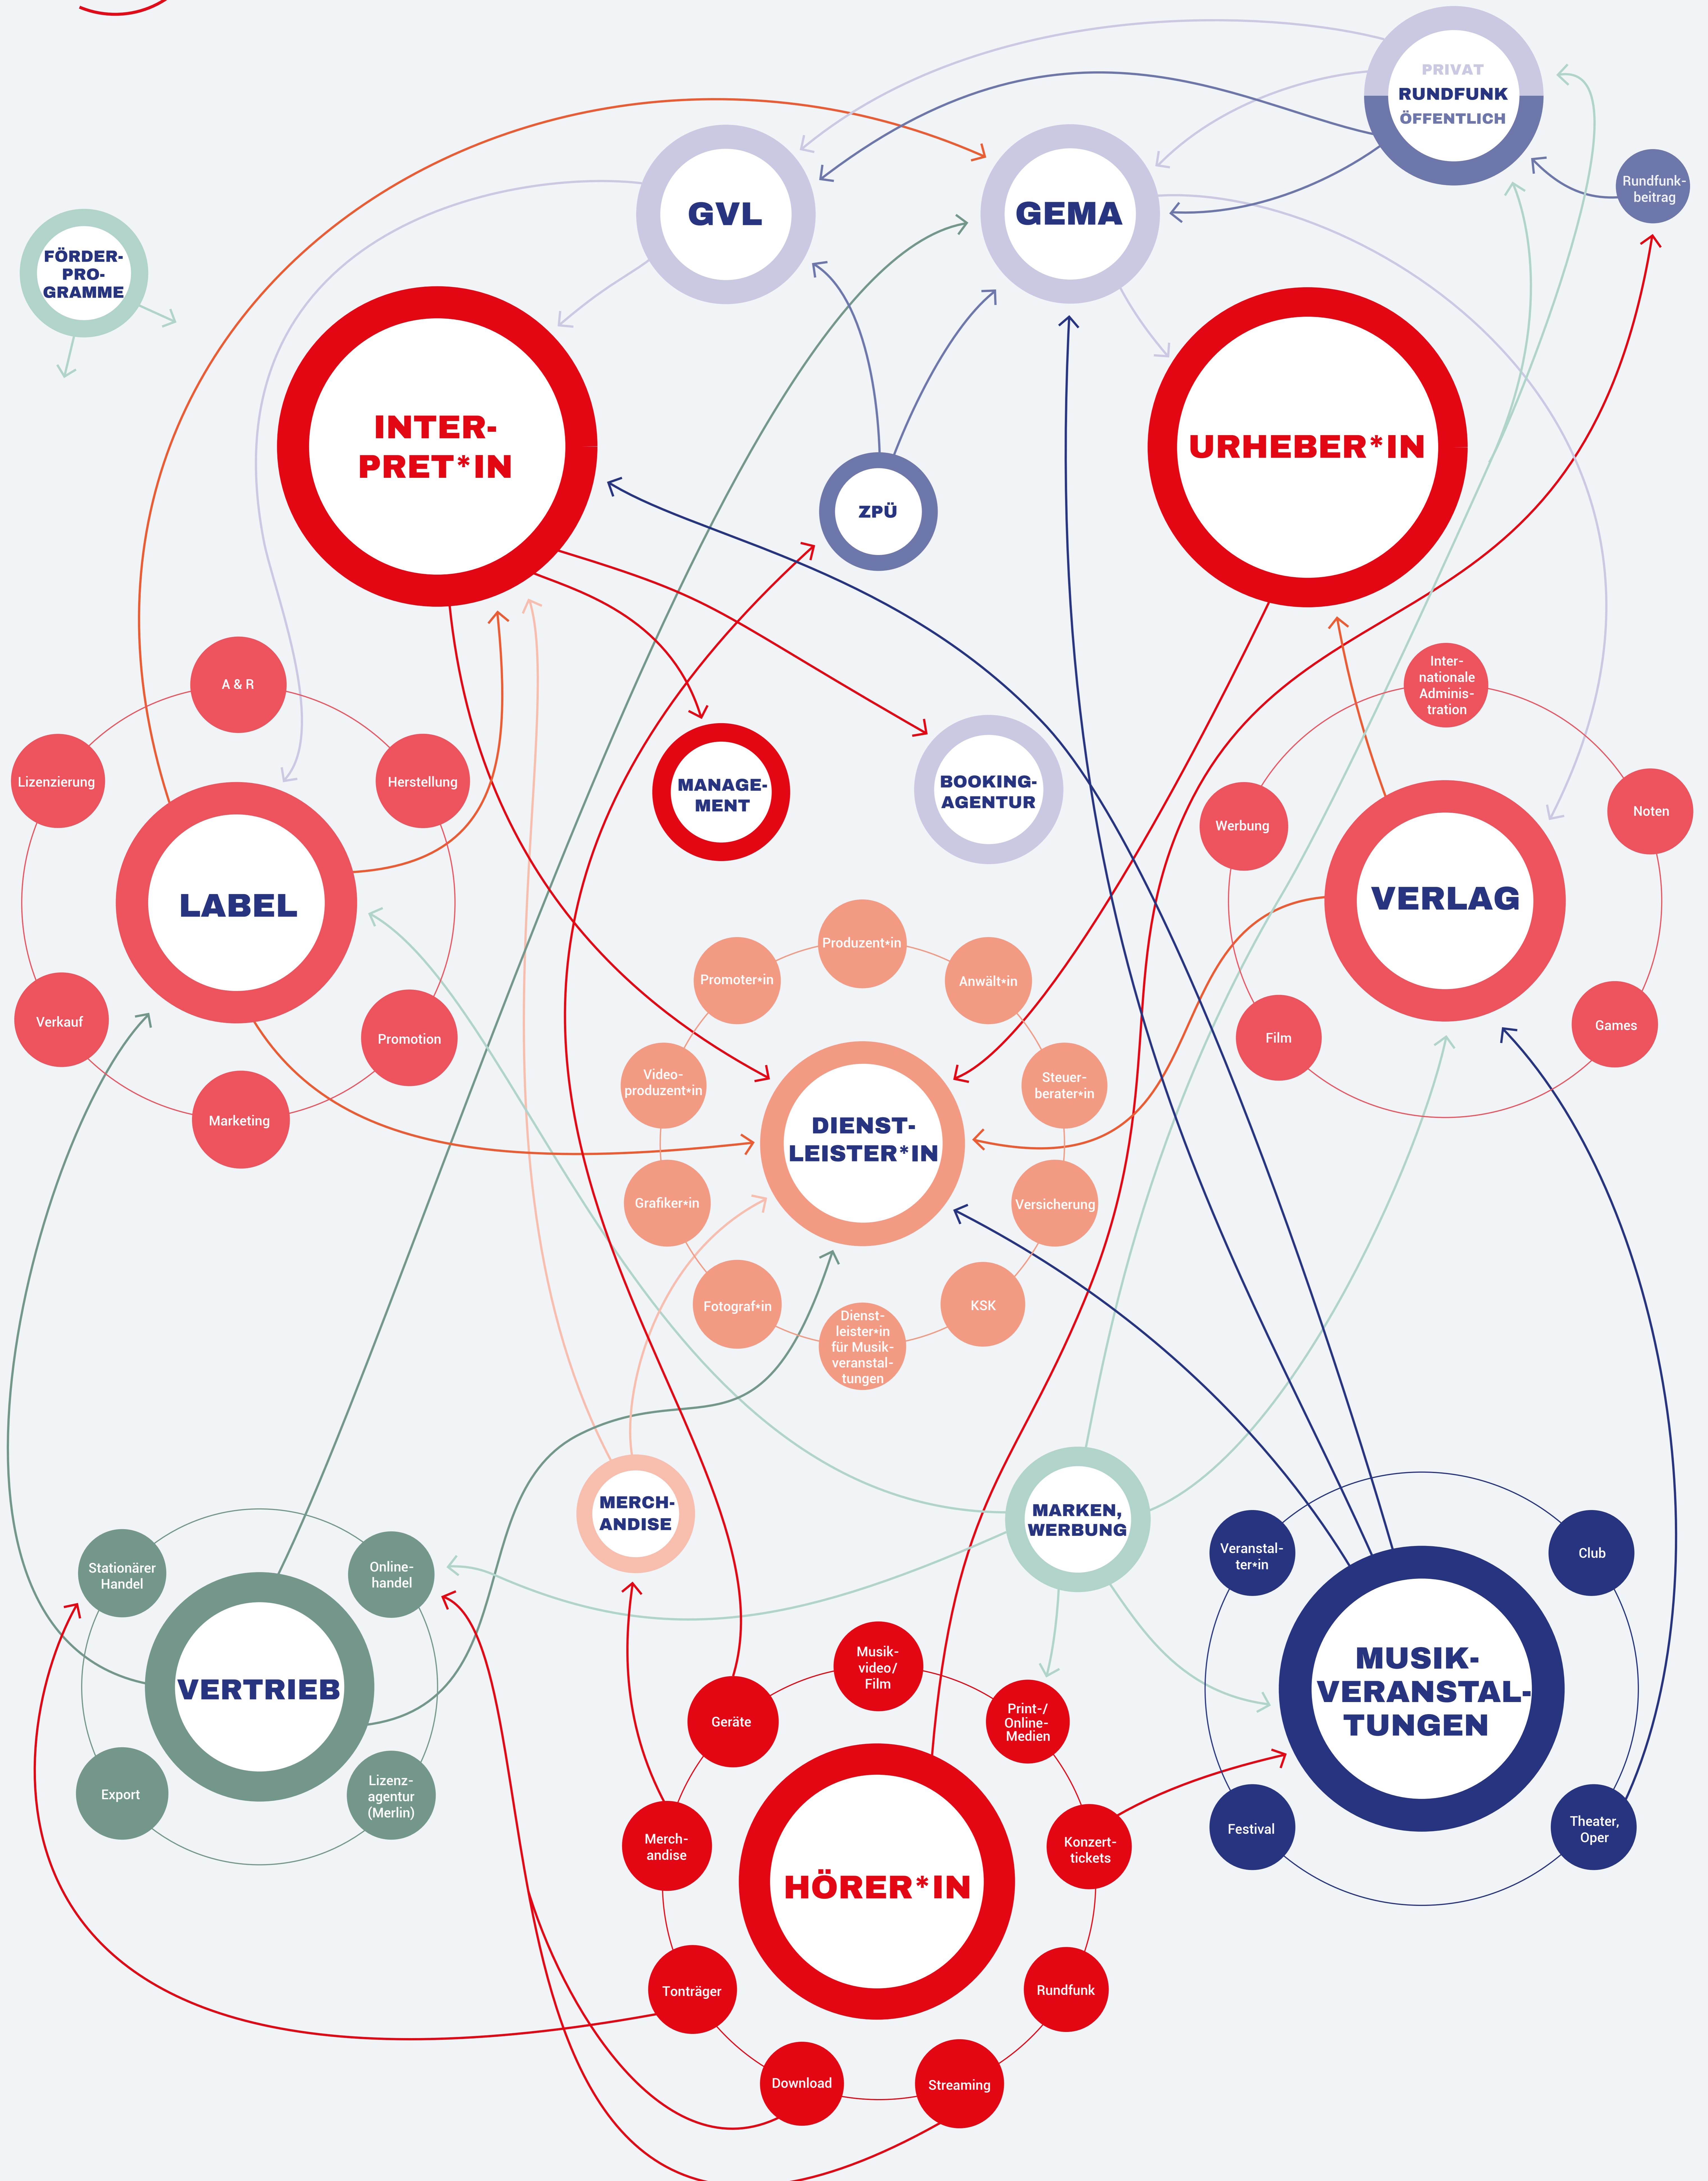 PRIVAT
RUNDFUNK
ÖFFENTLICH
Rundfunk-
beitrag
GVL
GEMA
FÖRDER-
PRO-
GRAMME
INTER-
PRET*IN
URHEBER*IN
ZPÜ
A & R
Lizenzierung
Herstellung
LABEL
Verkauf
Promotion
Marketing
MANAGE-
MENT
BOOKING-
AGENTUR
Inter-
nationale
Adminis-
tration
Werbung
Noten
VERLAG
Film
Games
Produzent*in
Promoter*in
Anwält*in
Video-
produzent*in
Steuer-
berater*in
DIENST-
LEISTER*IN
Grafiker*in
Versicherung
Fotograf*in
KSK
Dienst-
leister*in
für Musik-
veranstal-
tungen
MERCH-
ANDISE
MARKEN,
WERBUNG
Stationärer
Handel
Online-
handel
VERTRIEB
Export
Lizenz-
agentur
(Merlin)
Veranstal-
ter*in
Club
MUSIK-
VERANSTAL-
TUNGEN
Festival
Theater,
Oper
Musik-
video/
Film
Geräte
Print-/
Online-
Medien
Merch-
andise
Konzert-
tickets
HÖRER*IN
Tonträger
Rundfunk
Download
Streaming